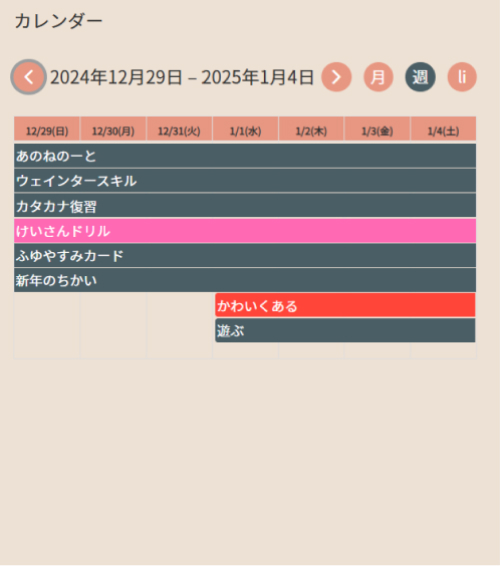 カレンダー
2024年12月29日 – 2025年1月4日 月 週 li
12/29(日) 12/30(月) 12/31(火) 1/1(水) 1/2(木) 1/3(金) 1/4(土)
あのねのーと
ウェインタースキル
カタカナ復習
けいさんドリル
ふゆやすみカード
新年のちかい
かわいくある
遊ぶ